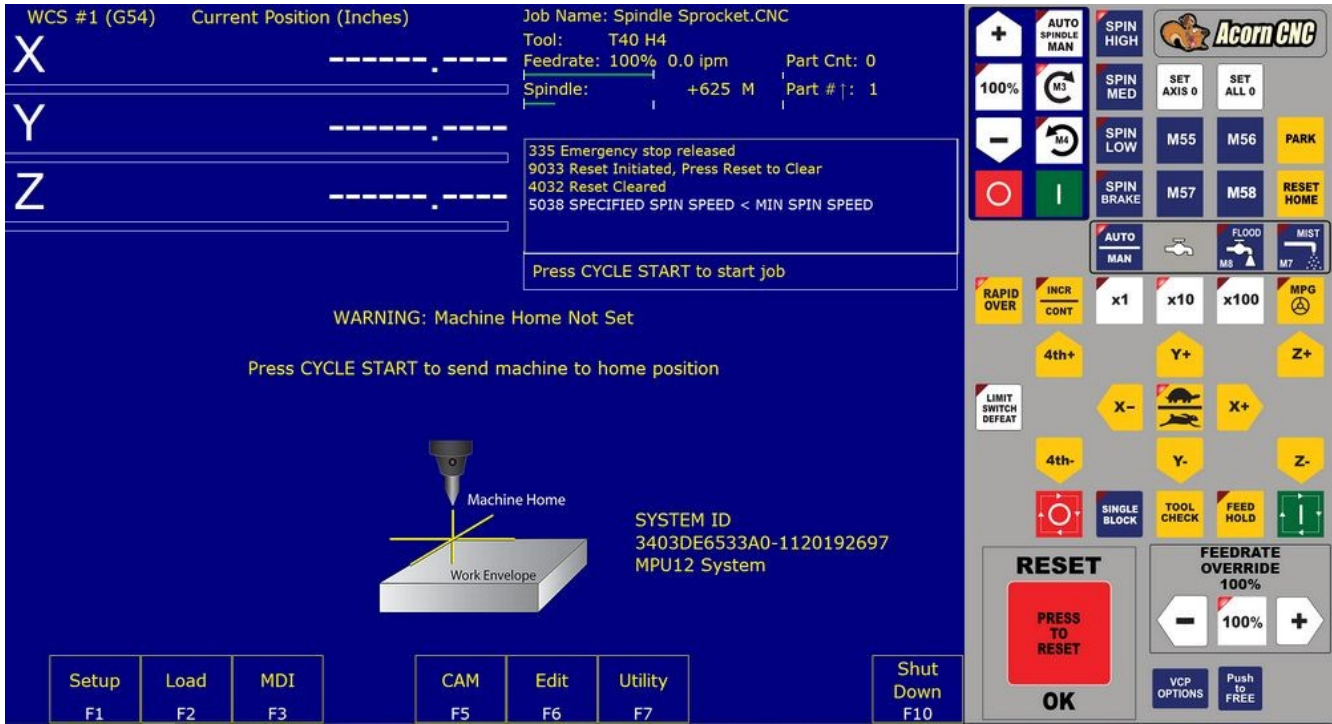 WCS #1 (G54) Current Position (Inches)
X ------.----
Y ------.----
Z ------.----
Job Name: Spindle Sprocket.CNC
Tool: T40 H4
Feedrate: 100% 0.0 ipm Part Cnt: 0
Spindle: +625 M Part #↑: 1
335 Emergency stop released
9033 Reset Initiated, Press Reset to Clear
4032 Reset Cleared
5038 SPECIFIED SPIN SPEED < MIN SPIN SPEED
Press CYCLE START to start job
WARNING: Machine Home Not Set
Press CYCLE START to send machine to home position
Machine Home
Work Envelope
SYSTEM ID
3403DE6533A0-1120192697
MPU12 System
Setup Load MDI CAM Edit Utility Shut
Down
F1 F2 F3 F5 F6 F7 F10
+
AUTO
SPINDLE
MAN
SPIN
HIGH
Acorn CNC
100%
M3
SPIN
MED
SET
AXIS 0
SET
ALL 0
-
M4
SPIN
LOW
M55
M56
PARK
SPIN
BRAKE
M57
M58
RESET
HOME
AUTO
MAN
FLOOD
M8
MIST
M7
RAPID
OVER
INCR
CONT
x1
x10
x100
MPG
4th+
Y+
Z+
LIMIT
SWITCH
DEFEAT
X-
X+
4th-
Y-
Z-
SINGLE
BLOCK
TOOL
CHECK
FEED
HOLD
RESET
PRESS
TO
RESET
OK
FEEDRATE
OVERRIDE
100%
-
100%
+
VCP
OPTIONS
Push
to
FREE